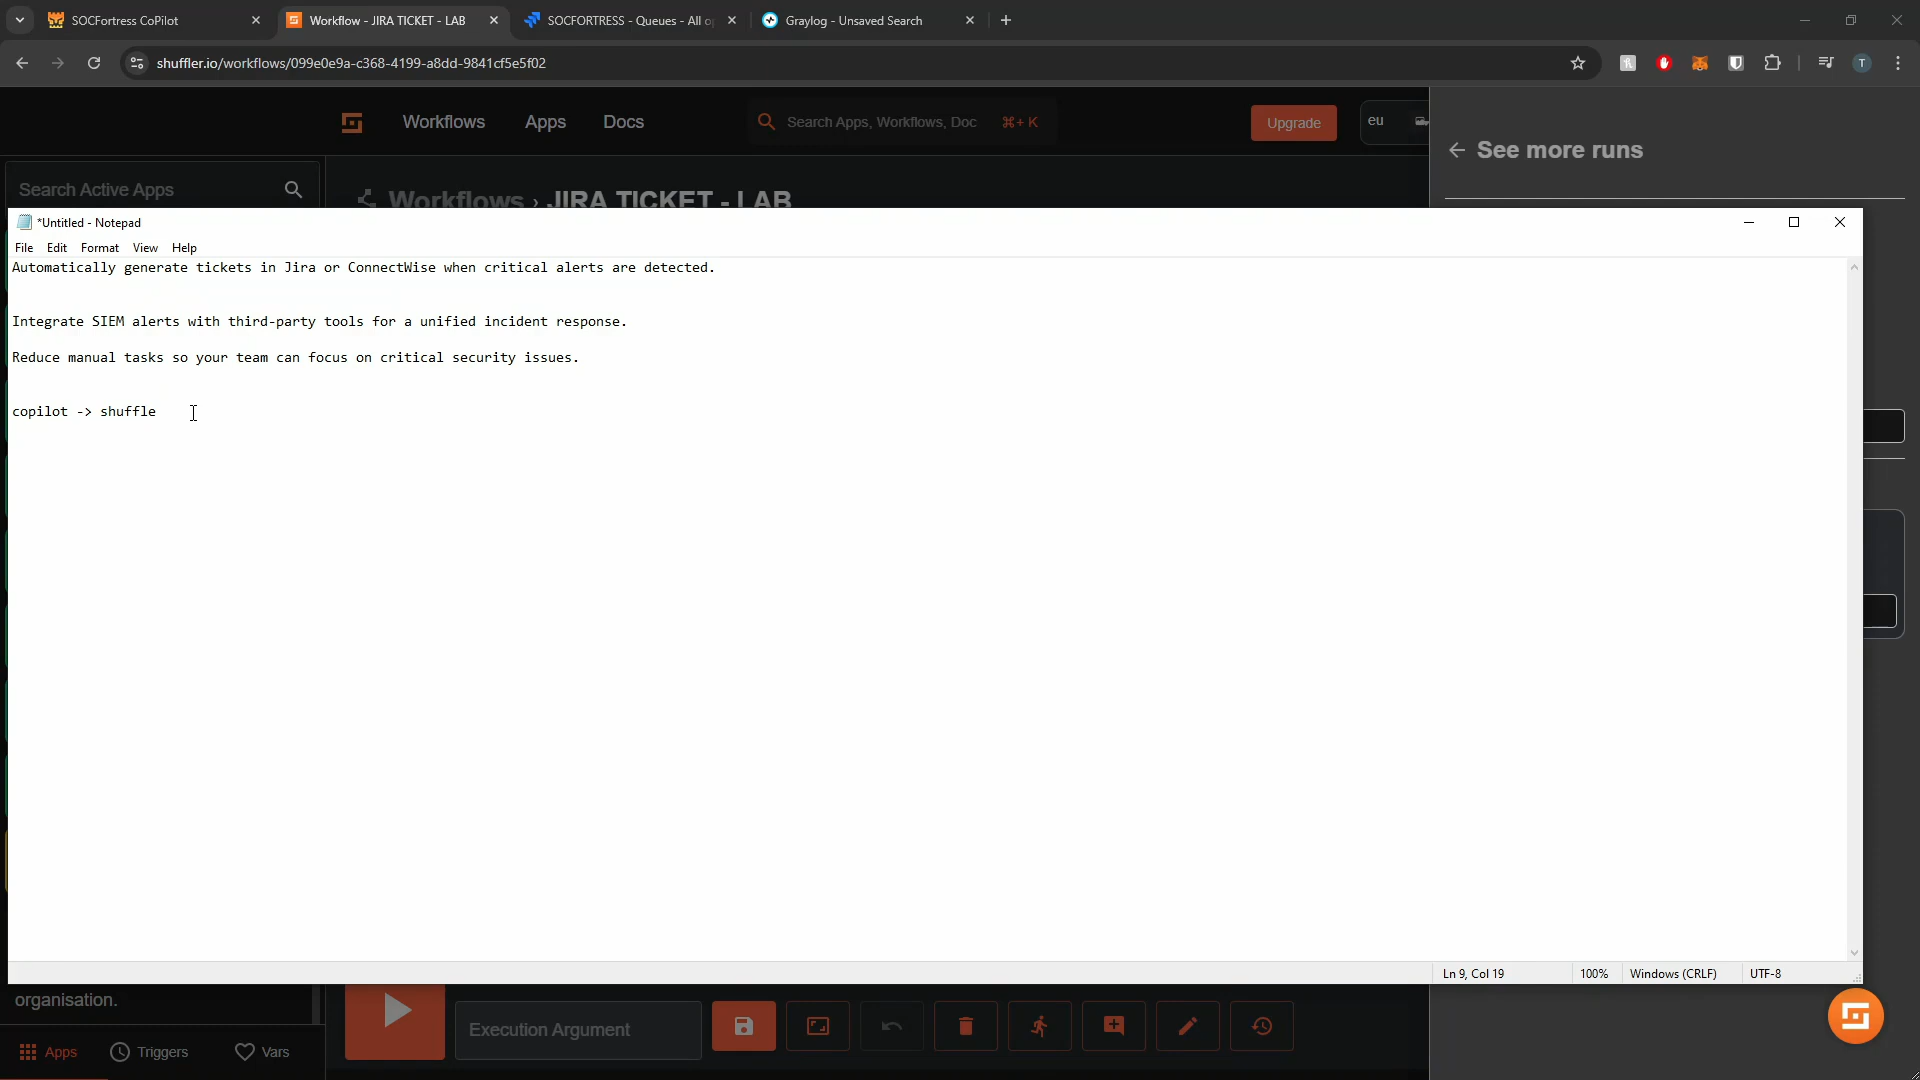 SOCFortress CoPilot
Workflow - JIRA TICKET - LAB
SOCFORTRESS - Queues - All o
Graylog - Unsaved Search
shuffler.io/workflows/099e0e9a-c368-4199-a8dd-9841cf5e5f02
T
Workflows
Apps
Docs
Search Apps, Workflows, Doc
⌘+ K
Upgrade
eu
← See more runs
Search Active Apps
Workflows › JIRA TICKET - LAB
*Untitled - Notepad
File Edit Format View Help
Automatically generate tickets in Jira or ConnectWise when critical alerts are detected.
Integrate SIEM alerts with third-party tools for a unified incident response.
Reduce manual tasks so your team can focus on critical security issues.
copilot -> shuffle
Ln 9, Col 19
100%
Windows (CRLF)
UTF-8
organisation.
Execution Argument
Apps
Triggers
Vars